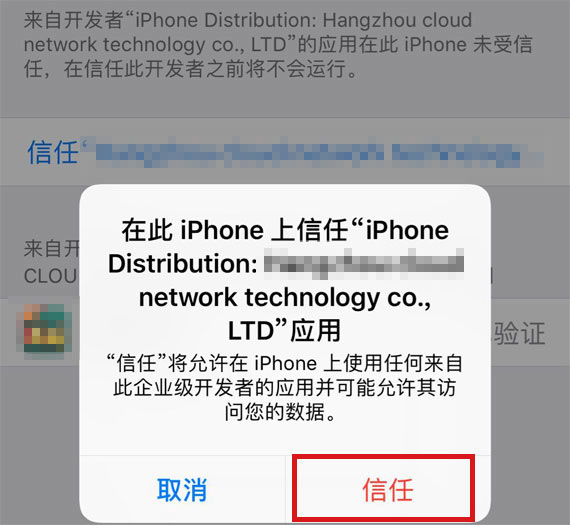 来自开发者“iPhone Distribution: Hangzhou cloud
network technology co., LTD”的应用在此 iPhone 未受信
任，在信任此开发者之前将不会运行。
信任“
在此 iPhone 上信任“iPhone
Distribution: cloud
network technology co.,
LTD”应用
“信任”将允许在 iPhone 上使用任何来自
此企业级开发者的应用并可能允许其访
问您的数据。
来自开
CLOU
验证
取消
信任